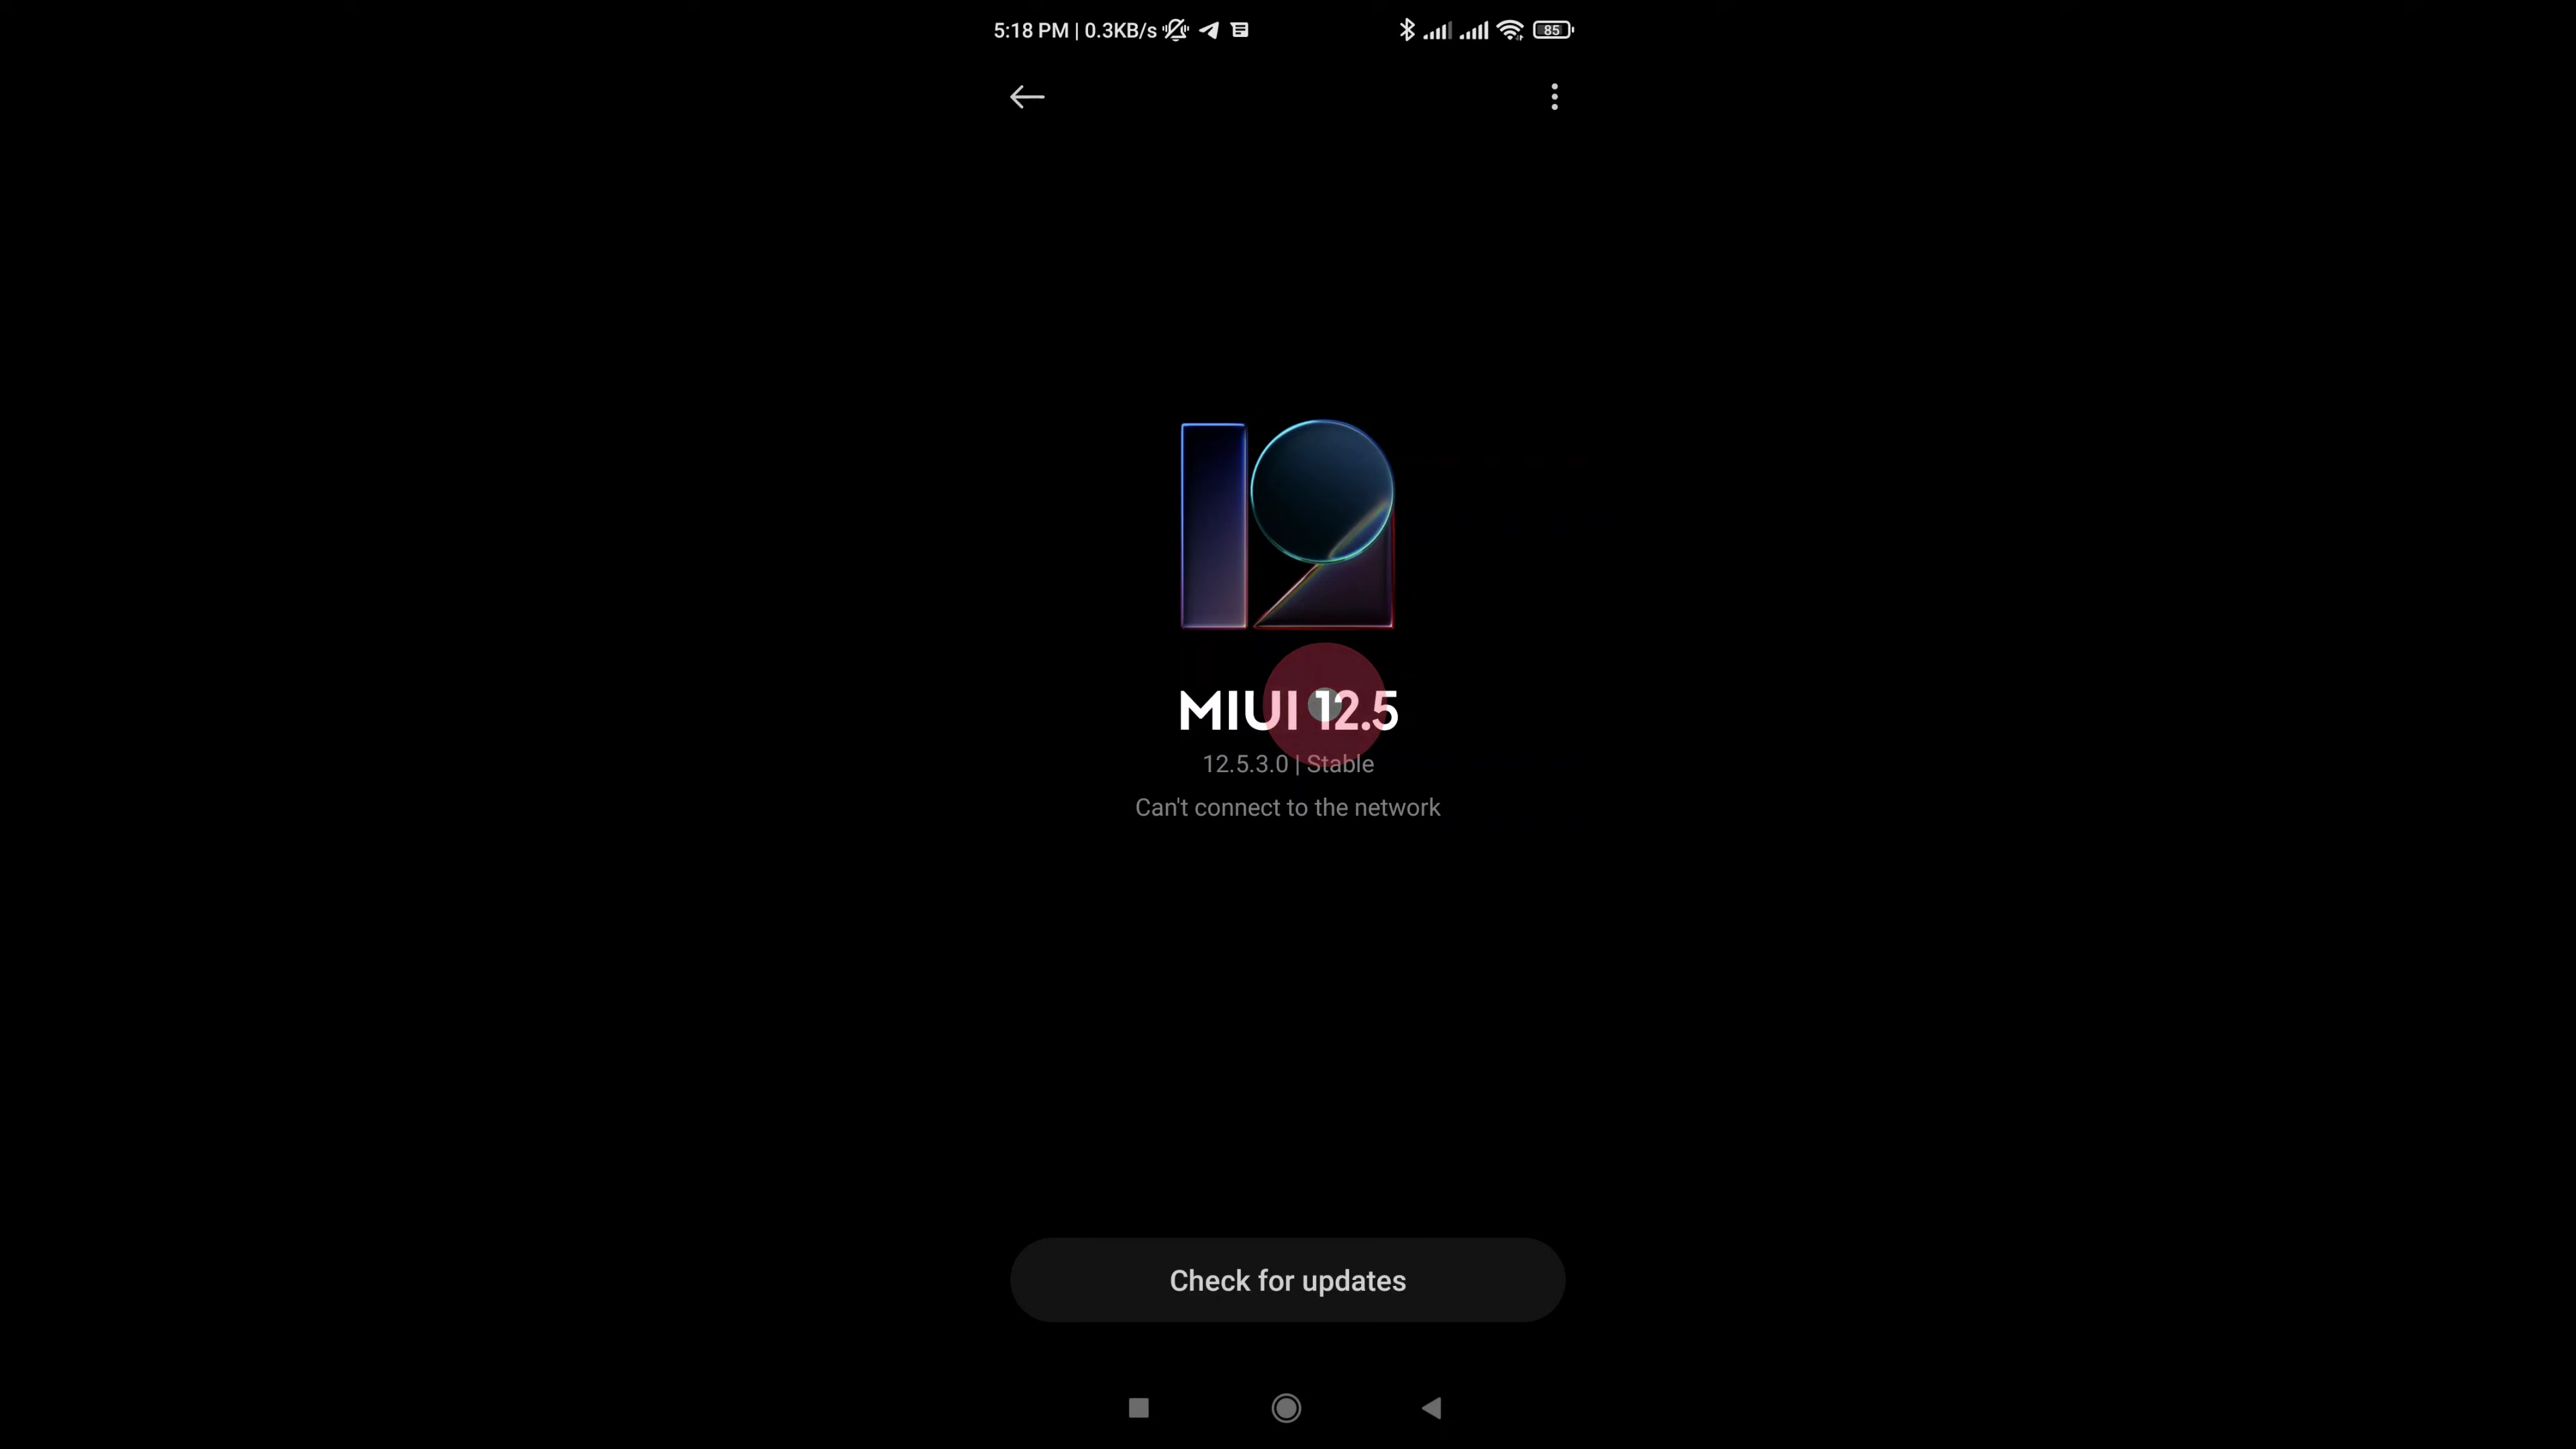 5:18 PM | 0.3KB/s 85
12
MIUI 12.5
12.5.3.0 | Stable
Can't connect to the network
Check for updates